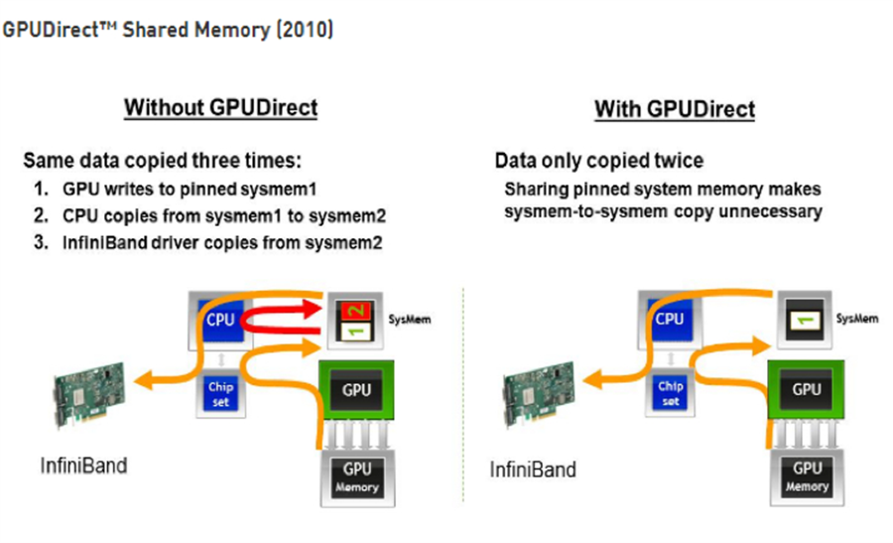 GPUDirect™ Shared Memory (2010)
Without GPUDirect
Same data copied three times:
1. GPU writes to pinned sysmem1
2. CPU copies from sysmem1 to sysmem2
3. InfiniBand driver copies from sysmem2
CPU
1 2
SysMem
Chip
set
GPU
InfiniBand
GPU
Memory
With GPUDirect
Data only copied twice
Sharing pinned system memory makes
sysmem-to-sysmem copy unnecessary
CPU
1
SysMem
Chip
set
GPU
InfiniBand
GPU
Memory